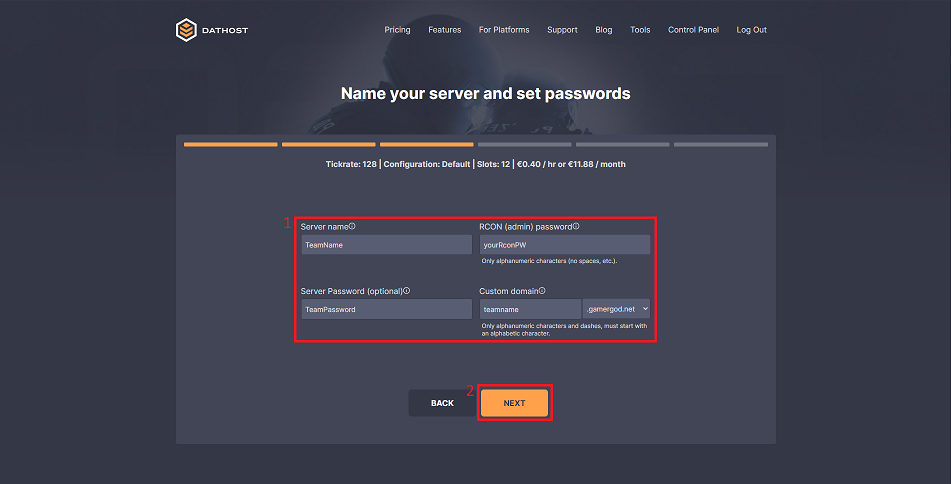 DATHOST
Pricing Features For Platforms Support Blog Tools Control Panel Log Out
Name your server and set passwords
Tickrate: 128 | Configuration: Default | Slots: 12 | €0.40 / hr or €11.88 / month
1
Server name RCON (admin) password
TeamName yourRconPW
Only alphanumeric characters (no spaces, etc.).
Server Password (optional) Custom domain
TeamPassword teamname .gamergod.net
Only alphanumeric characters and dashes, must start with
an alphabetic character.
2
BACK NEXT